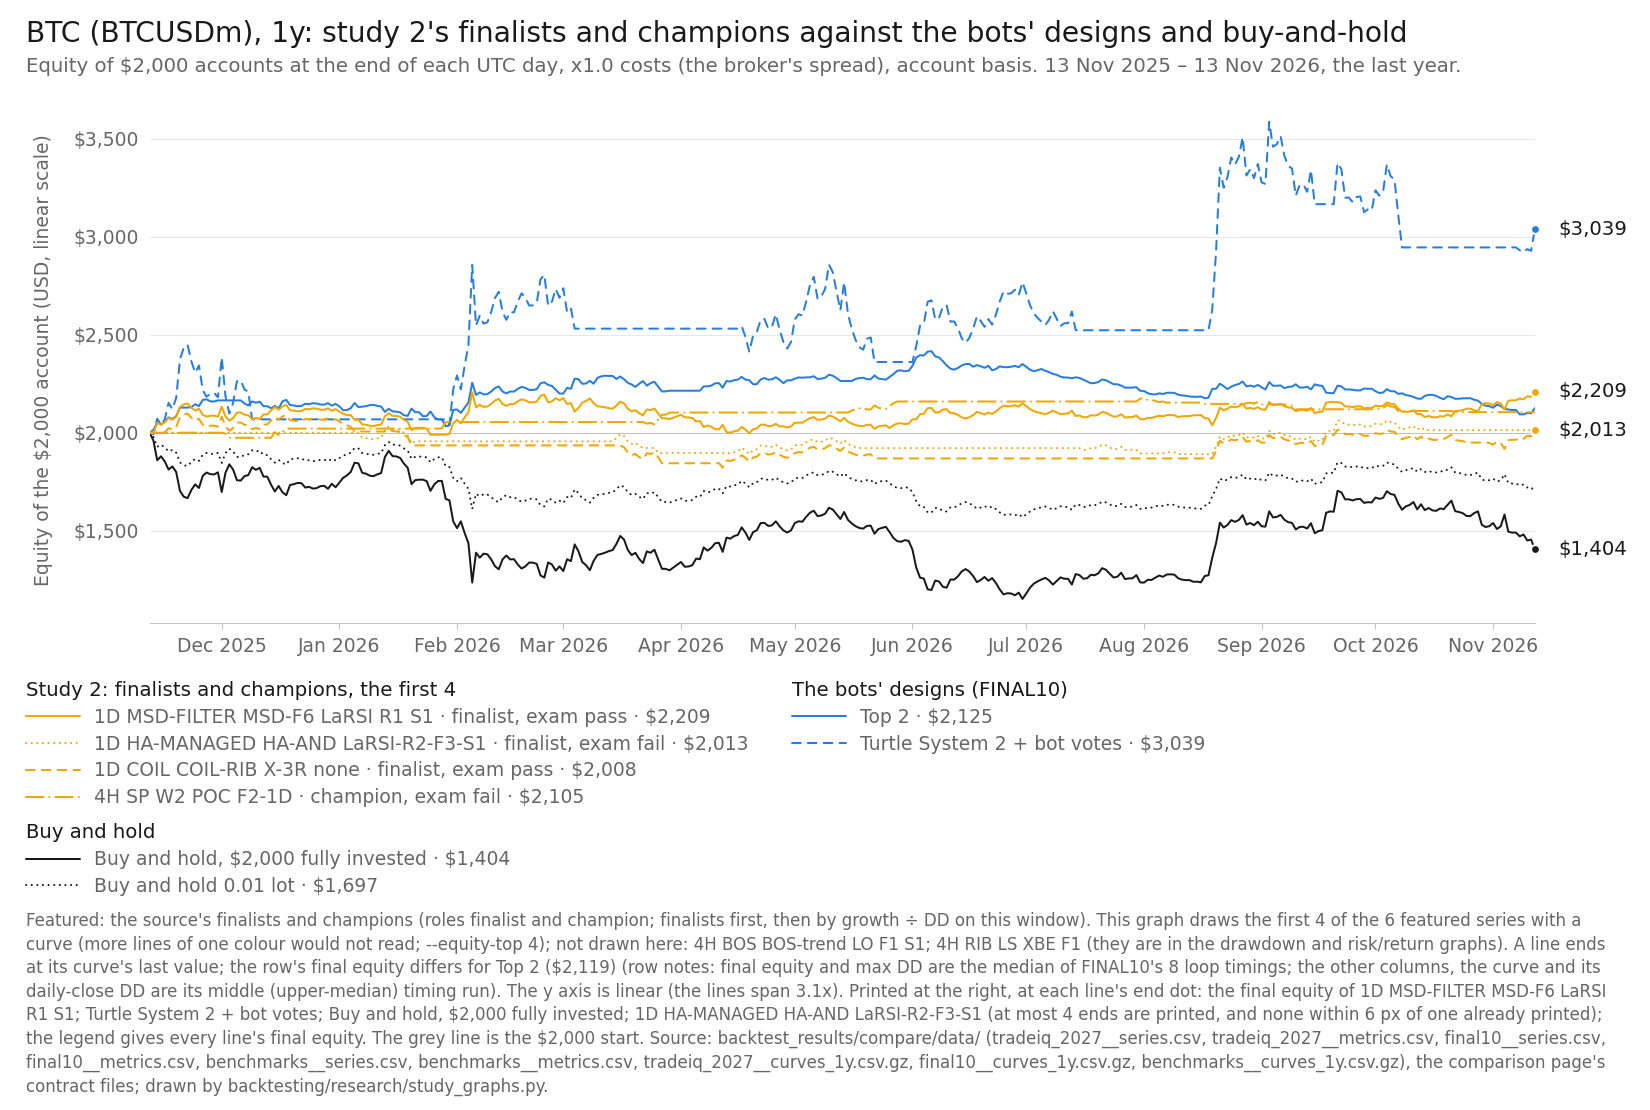 BTC (BTCUSDm), 1y: study 2's finalists and champions against the bots' designs and buy-and-hold
Equity of $2,000 accounts at the end of each UTC day, x1.0 costs (the broker's spread), account basis. 13 Nov 2025 – 13 Nov 2026, the last year.
Equity of the $2,000 account (USD, linear scale)
$3,500
$3,000
$2,500
$2,000
$1,500
$3,039
$2,209
$2,013
$1,404
Dec 2025 Jan 2026 Feb 2026 Mar 2026 Apr 2026 May 2026 Jun 2026 Jul 2026 Aug 2026 Sep 2026 Oct 2026 Nov 2026
Study 2: finalists and champions, the first 4
1D MSD-FILTER MSD-F6 LaRSI R1 S1 · finalist, exam pass · $2,209
1D HA-MANAGED HA-AND LaRSI-R2-F3-S1 · finalist, exam fail · $2,013
1D COIL COIL-RIB X-3R none · finalist, exam pass · $2,008
4H SP W2 POC F2-1D · champion, exam fail · $2,105
The bots' designs (FINAL10)
Top 2 · $2,125
Turtle System 2 + bot votes · $3,039
Buy and hold
Buy and hold, $2,000 fully invested · $1,404
Buy and hold 0.01 lot · $1,697
Featured: the source's finalists and champions (roles finalist and champion; finalists first, then by growth ÷ DD on this window). This graph draws the first 4 of the 6 featured series with a
curve (more lines of one colour would not read; --equity-top 4); not drawn here: 4H BOS BOS-trend LO F1 S1; 4H RIB LS XBE F1 (they are in the drawdown and risk/return graphs). A line ends
at its curve's last value; the row's final equity differs for Top 2 ($2,119) (row notes: final equity and max DD are the median of FINAL10's 8 loop timings; the other columns, the curve and its
daily-close DD are its middle (upper-median) timing run). The y axis is linear (the lines span 3.1x). Printed at the right, at each line's end dot: the final equity of 1D MSD-FILTER MSD-F6 LaRSI
R1 S1; Turtle System 2 + bot votes; Buy and hold, $2,000 fully invested; 1D HA-MANAGED HA-AND LaRSI-R2-F3-S1 (at most 4 ends are printed, and none within 6 px of one already printed);
the legend gives every line's final equity. The grey line is the $2,000 start. Source: backtest_results/compare/data/ (tradeiq_2027__series.csv, tradeiq_2027__metrics.csv, final10__series.csv,
final10__metrics.csv, benchmarks__series.csv, benchmarks__metrics.csv, tradeiq_2027__curves_1y.csv.gz, final10__curves_1y.csv.gz, benchmarks__curves_1y.csv.gz), the comparison page's
contract files; drawn by backtesting/research/study_graphs.py.